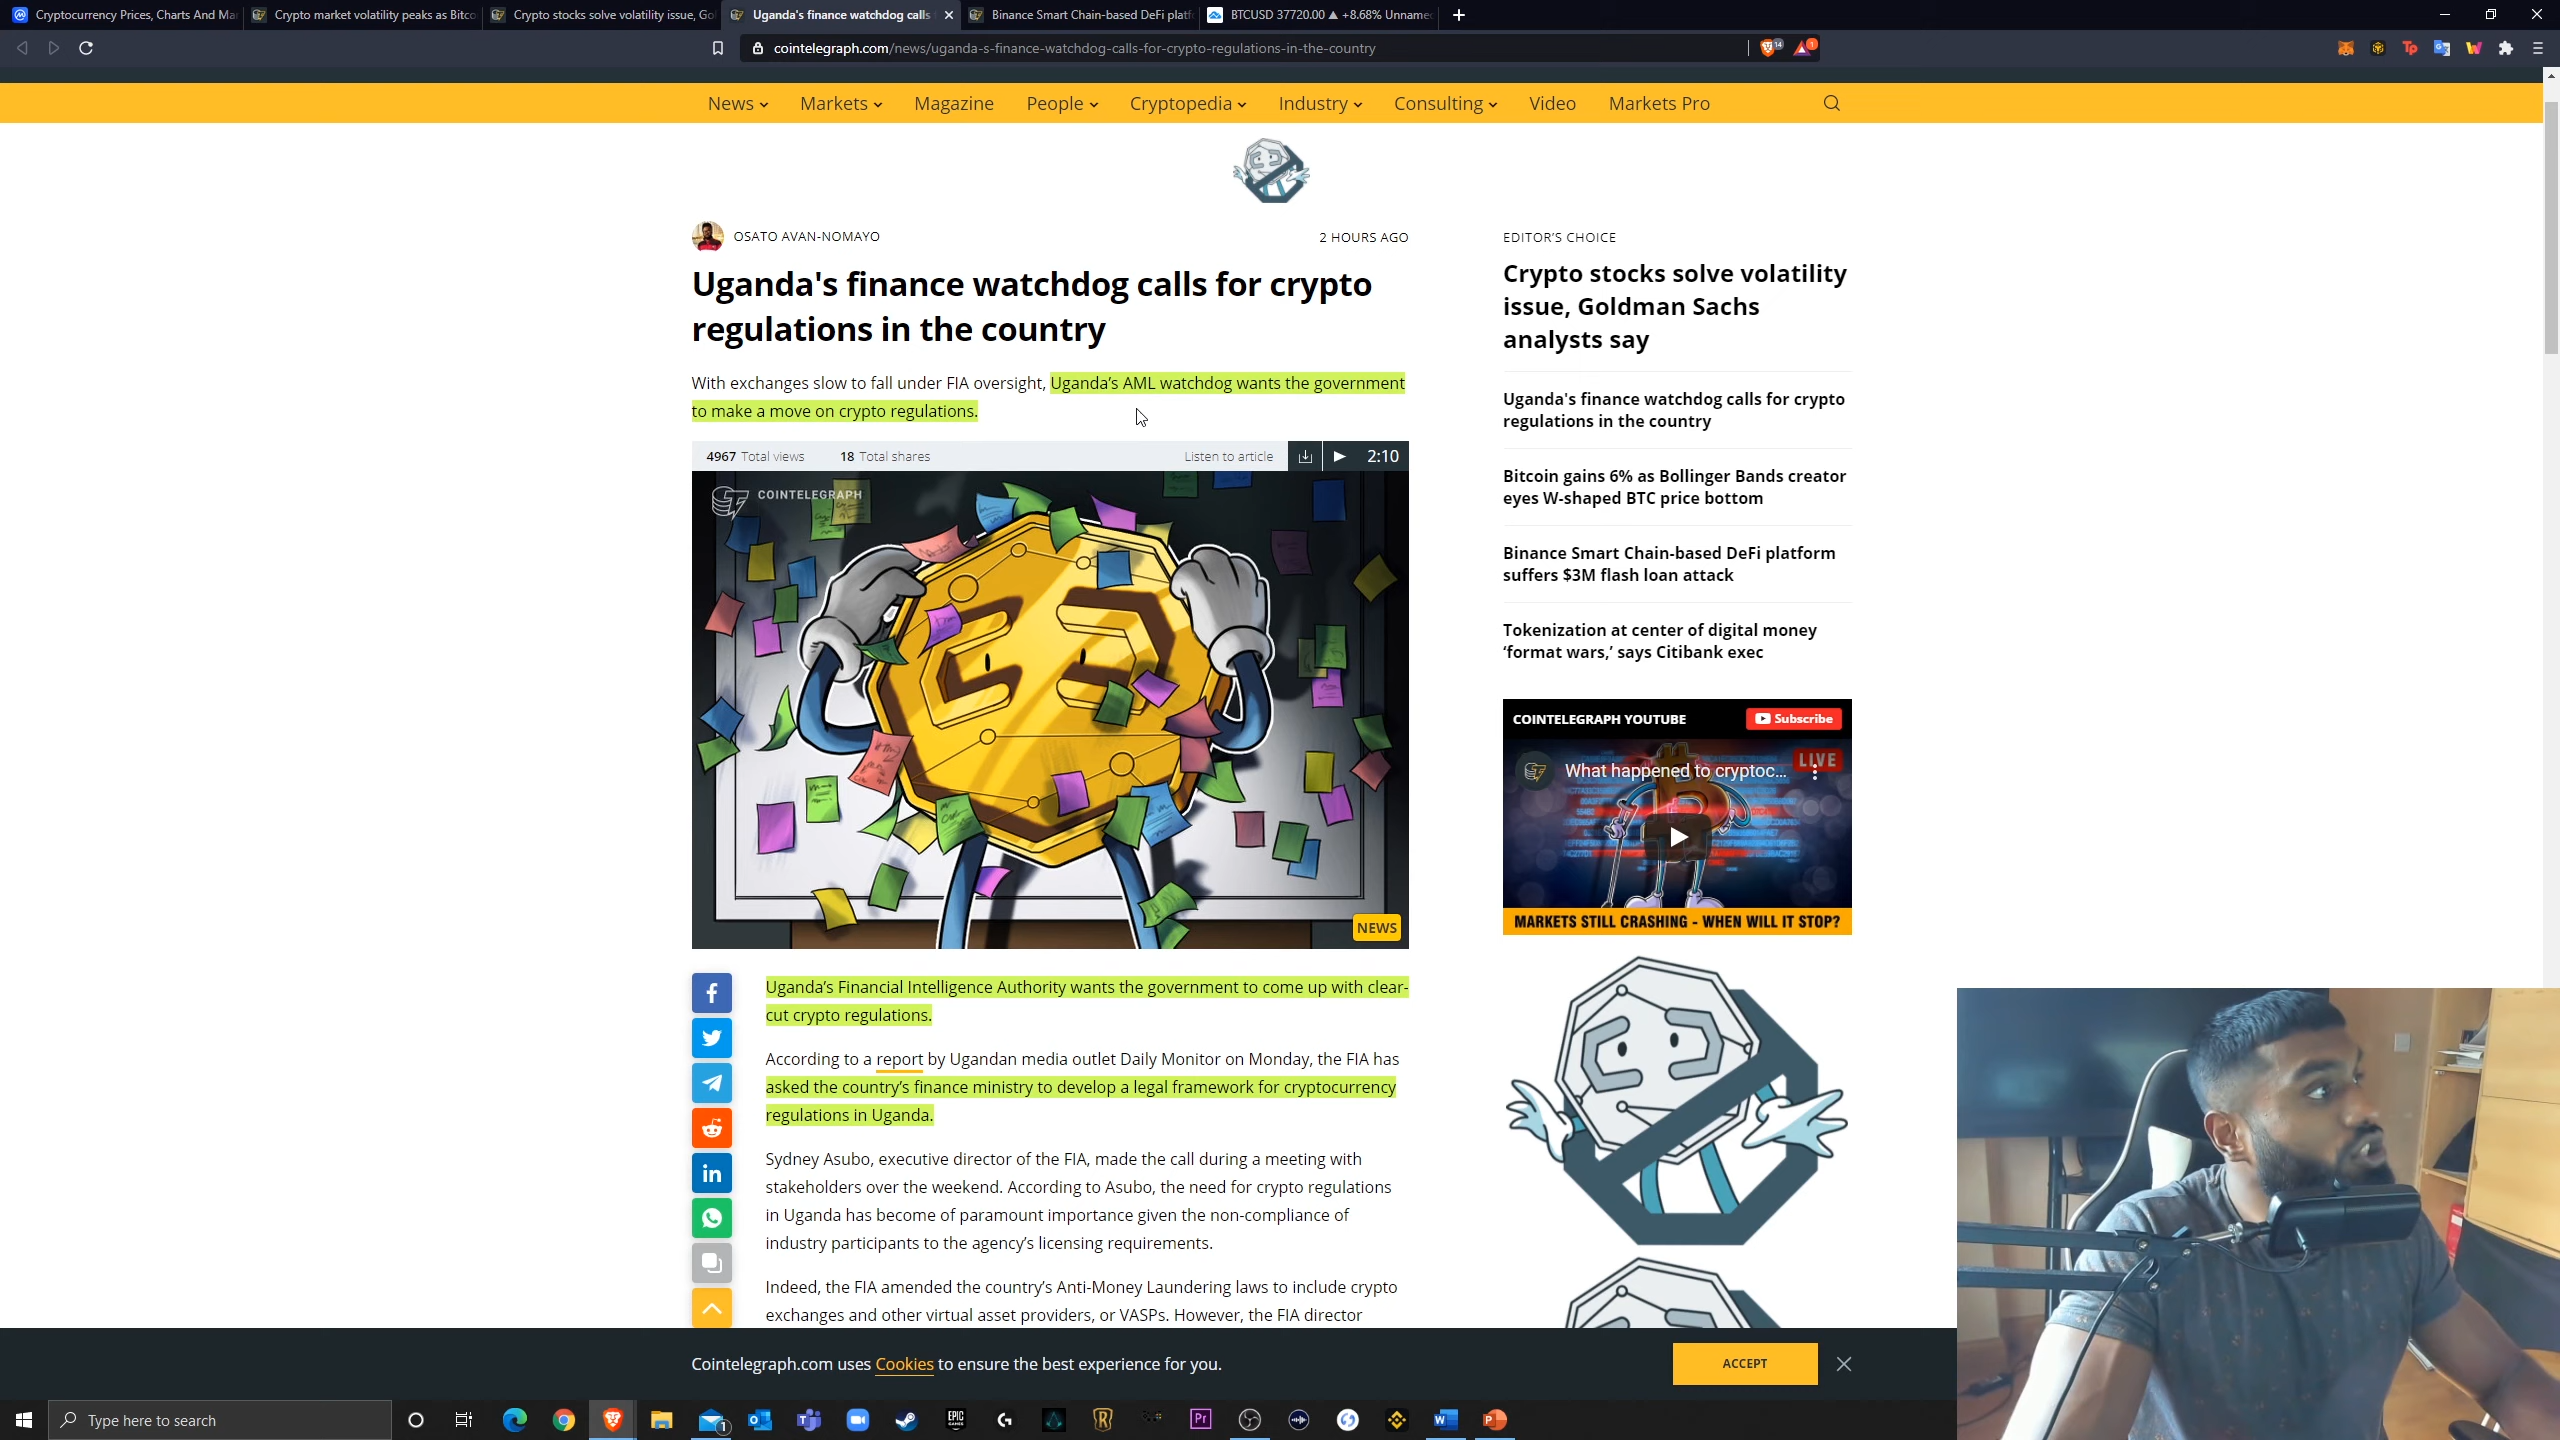 Cryptocurrency Prices, Charts And Ma
Crypto market volatility peaks as Bitco
Crypto stocks solve volatility issue, Go
Uganda's finance watchdog calls
Binance Smart Chain-based DeFi platf
BTCUSD 37720.00 ▲ +8.68% Unname
cointelegraph.com/news/uganda-s-finance-watchdog-calls-for-crypto-regulations-in-the-country
14
1
Tp
News
Markets
Magazine
People
Cryptopedia
Industry
Consulting
Video
Markets Pro
OSATO AVAN-NOMAYO
2 HOURS AGO
Uganda's finance watchdog calls for crypto
regulations in the country
With exchanges slow to fall under FIA oversight, Uganda's AML watchdog wants the government
to make a move on crypto regulations.
4967 Total views
18 Total shares
Listen to article
2:10
COINTELEGRAPH
NEWS
Uganda's Financial Intelligence Authority wants the government to come up with clear-
cut crypto regulations.
According to a report by Ugandan media outlet Daily Monitor on Monday, the FIA has
asked the country's finance ministry to develop a legal framework for cryptocurrency
regulations in Uganda.
Sydney Asubo, executive director of the FIA, made the call during a meeting with
stakeholders over the weekend. According to Asubo, the need for crypto regulations
in Uganda has become of paramount importance given the non-compliance of
industry participants to the agency's licensing requirements.
Indeed, the FIA amended the country's Anti-Money Laundering laws to include crypto
exchanges and other virtual asset providers, or VASPs. However, the FIA director
EDITOR'S CHOICE
Crypto stocks solve volatility
issue, Goldman Sachs
analysts say
Uganda's finance watchdog calls for crypto
regulations in the country
Bitcoin gains 6% as Bollinger Bands creator
eyes W-shaped BTC price bottom
Binance Smart Chain-based DeFi platform
suffers $3M flash loan attack
Tokenization at center of digital money
‘format wars,’ says Citibank exec
COINTELEGRAPH YOUTUBE
Subscribe
What happened to cryptoc...
LIVE
MARKETS STILL CRASHING - WHEN WILL IT STOP?
Cointelegraph.com uses Cookies to ensure the best experience for you.
ACCEPT
Type here to search
1
EPIC
GAMES
Pr